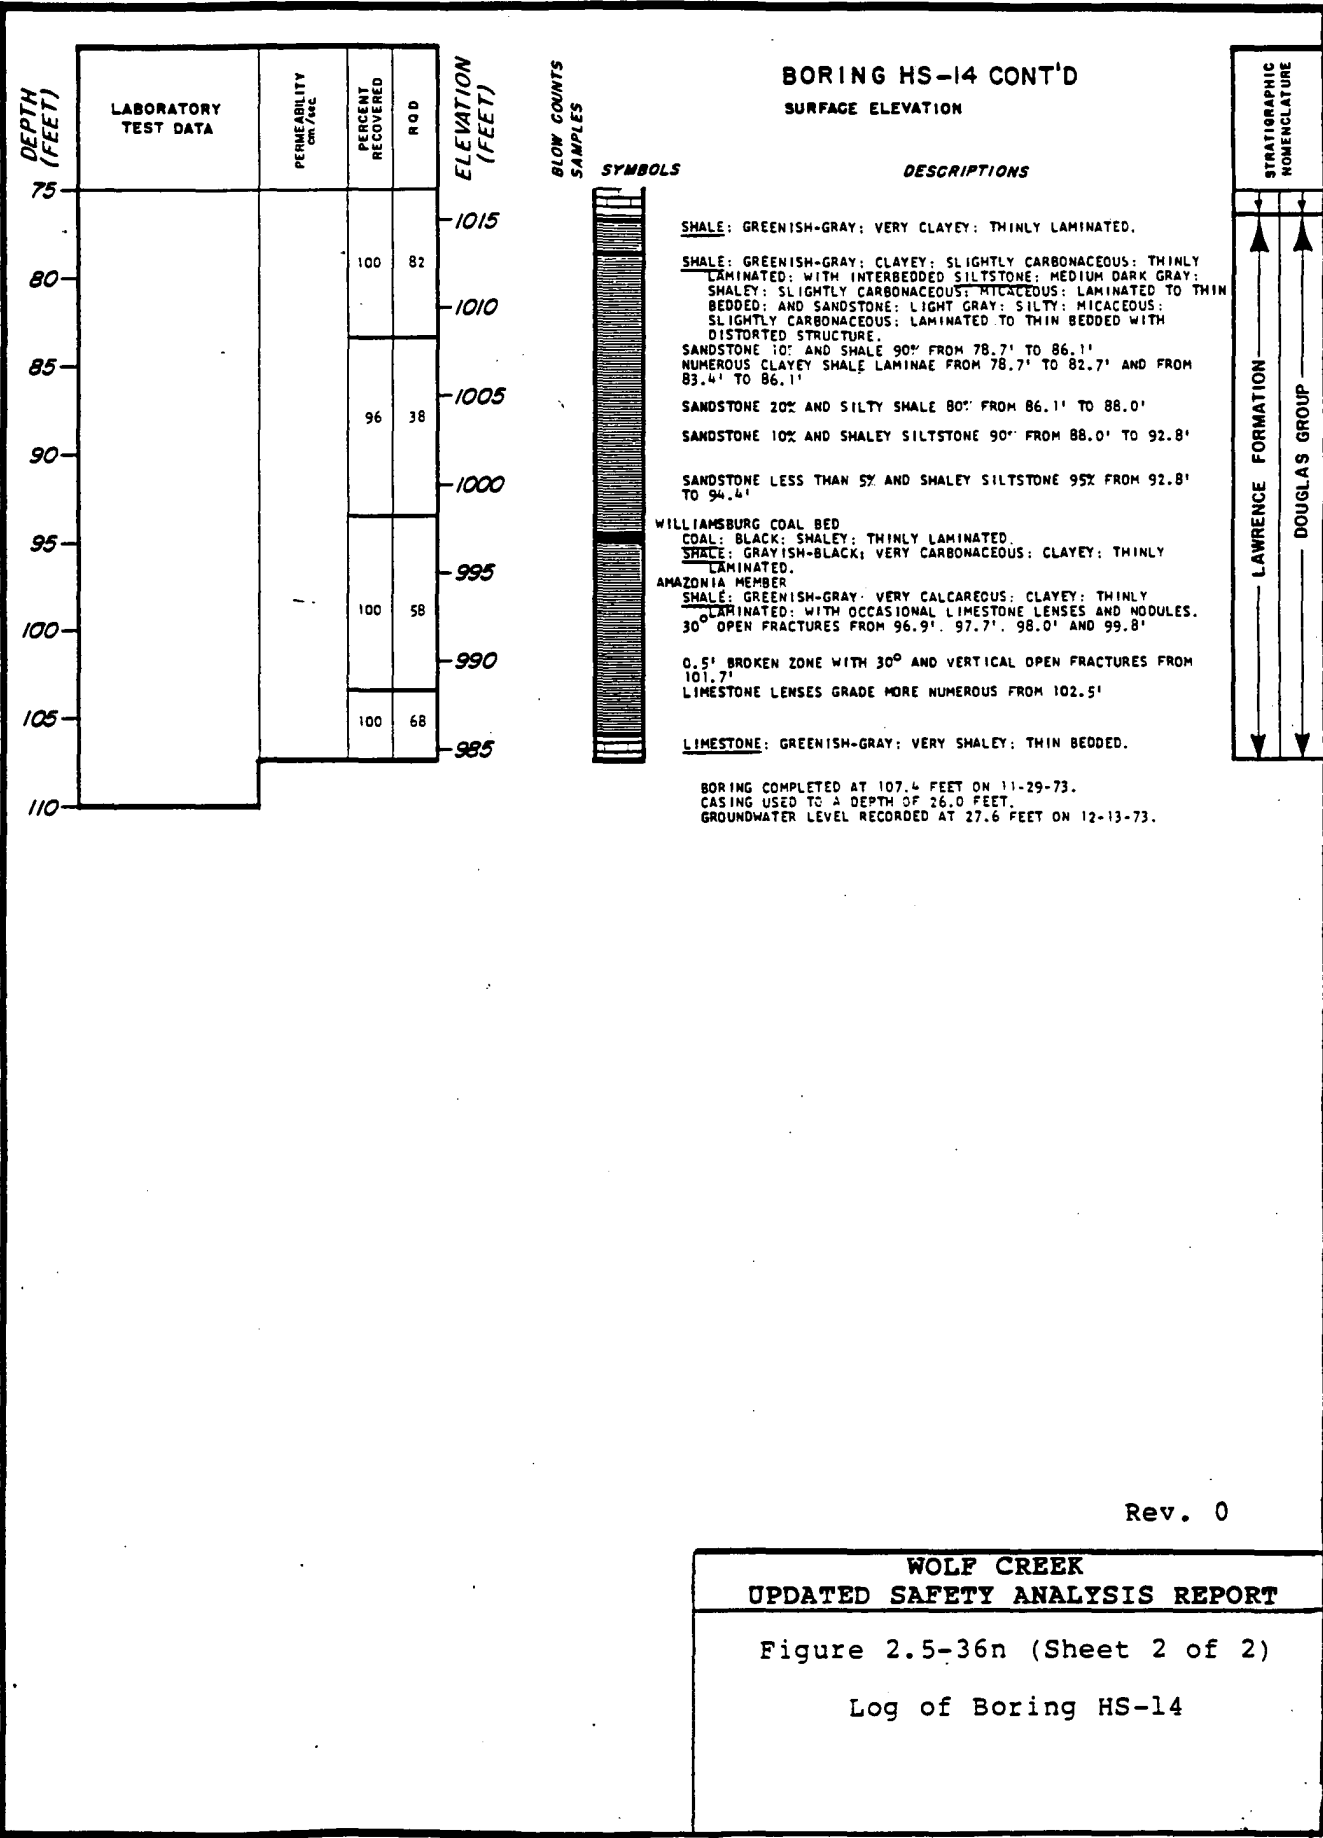 BORING HS-14 CONT'D
SURFACE ELEVATION
DEPTH
(FEET)
LABORATORY
TEST DATA
PERMEABILITY
cm/sec
PERCENT
RECOVERED
RQD
ELEVATION
(FEET)
BLOW COUNTS
SAMPLES
SYMBOLS
DESCRIPTIONS
STRATIGRAPHIC
NOMENCLATURE
75
80
85
90
95
100
105
110
100 82
96 38
100 58
100 68
1015
1010
1005
1000
995
990
985
SHALE: GREENISH-GRAY; VERY CLAYEY; THINLY LAMINATED.
SHALE: GREENISH-GRAY; CLAYEY; SLIGHTLY CARBONACEOUS; THINLY
LAMINATED; WITH INTERBEDDED SILTSTONE; MEDIUM DARK GRAY;
SHALEY; SLIGHTLY CARBONACEOUS; MICACEOUS; LAMINATED TO THIN
BEDDED; AND SANDSTONE; LIGHT GRAY; SILTY; MICACEOUS;
SLIGHTLY CARBONACEOUS; LAMINATED TO THIN BEDDED WITH
DISTORTED STRUCTURE.
SANDSTONE 10% AND SHALE 90% FROM 78.7' TO 86.1'
NUMEROUS CLAYEY SHALE LAMINAE FROM 78.7' TO 82.7' AND FROM
83.4' TO 86.1'
SANDSTONE 20% AND SILTY SHALE 80% FROM 86.1' TO 88.0'
SANDSTONE 10% AND SHALEY SILTSTONE 90% FROM 88.0' TO 92.8'
SANDSTONE LESS THAN 5% AND SHALEY SILTSTONE 95% FROM 92.8'
TO 94.4'
WILLIAMSBURG COAL BED
COAL: BLACK; SHALEY; THINLY LAMINATED.
SHALE: GRAYISH-BLACK; VERY CARBONACEOUS; CLAYEY; THINLY
LAMINATED.
AMAZONIA MEMBER
SHALE: GREENISH-GRAY; VERY CALCAREOUS; CLAYEY; THINLY
LAMINATED; WITH OCCASIONAL LIMESTONE LENSES AND NODULES.
30° OPEN FRACTURES FROM 96.9', 97.7', 98.0' AND 99.8'
0.5' BROKEN ZONE WITH 30° AND VERTICAL OPEN FRACTURES FROM
101.7'
LIMESTONE LENSES GRADE MORE NUMEROUS FROM 102.5'
LIMESTONE: GREENISH-GRAY; VERY SHALEY; THIN BEDDED.
BORING COMPLETED AT 107.4 FEET ON 11-29-73.
CASING USED TO A DEPTH OF 26.0 FEET.
GROUNDWATER LEVEL RECORDED AT 27.6 FEET ON 12-13-73.
LAWRENCE FORMATION
DOUGLAS GROUP
Rev. 0
WOLF CREEK
UPDATED SAFETY ANALYSIS REPORT
Figure 2.5-36n (Sheet 2 of 2)
Log of Boring HS-14